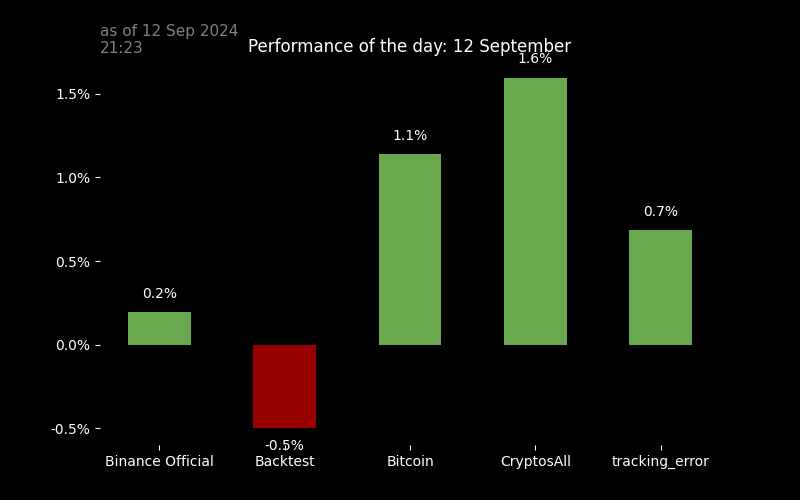 as of 12 Sep 2024
21:23
Performance of the day: 12 September
1.6%
1.5%
1.1%
1.0%
0.7%
0.5%
0.2%
0.0%
-0.5%
-0.5%
Binance Official
Backtest
Bitcoin
CryptosAll
tracking_error